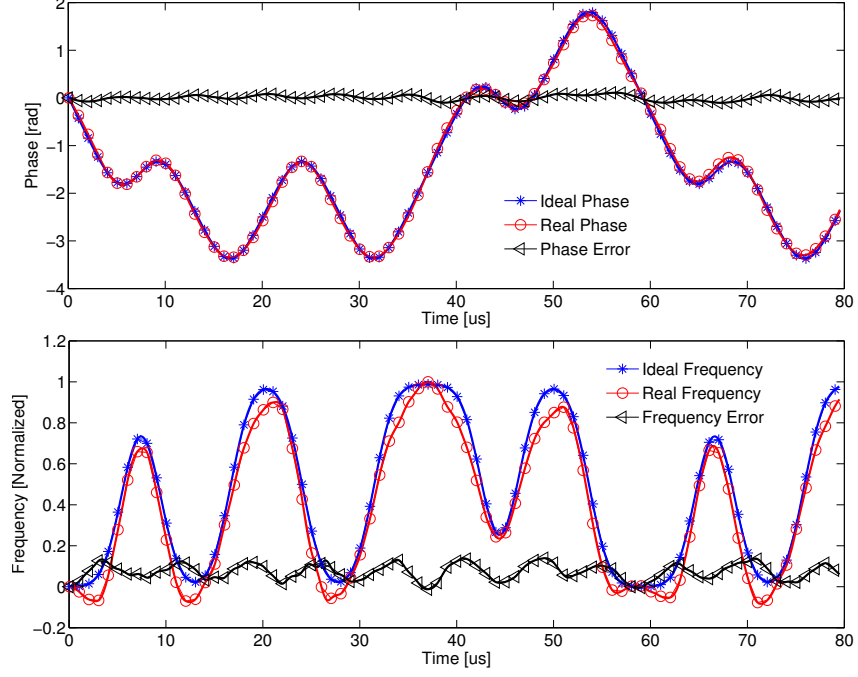 2
1
0
−1
−2
−3
−4
Phase [rad]
Ideal Phase
Real Phase
Phase Error
0 10 20 30 40 50 60 70 80
Time [us]
1.2
1
0.8
0.6
0.4
0.2
0
−0.2
Frequency [Normalized]
Ideal Frequency
Real Frequency
Frequency Error
0 10 20 30 40 50 60 70 80
Time [us]